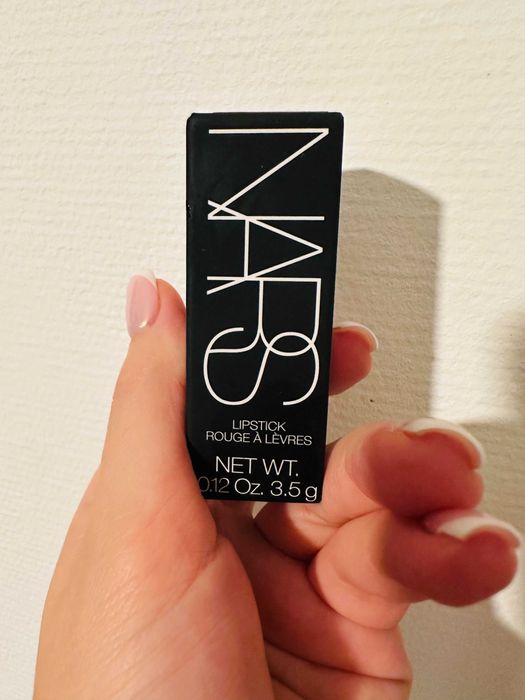 NARS
LIPSTICK
ROUGE À LÈVRES
NET WT.
0.12 Oz. 3.5 g